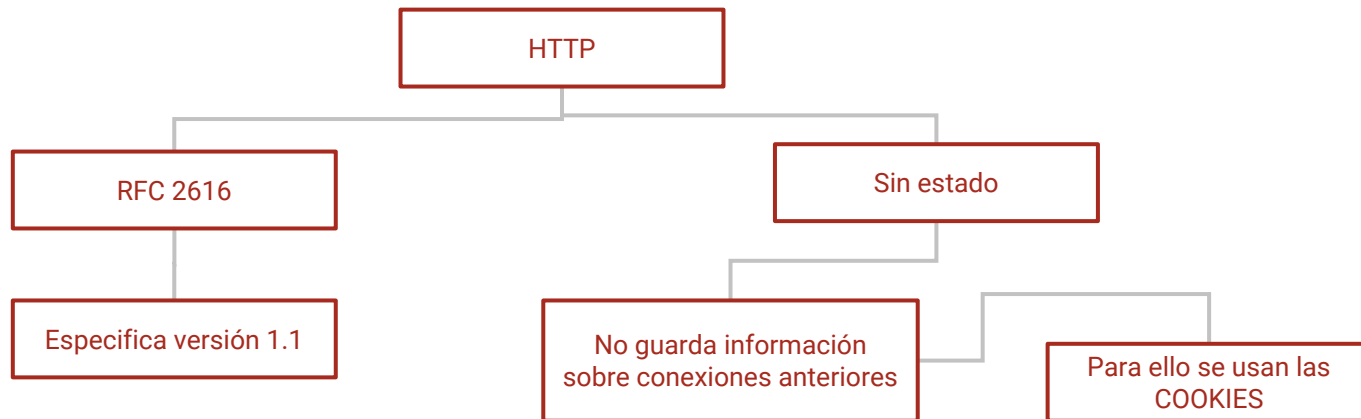 HTTP
RFC 2616
Sin estado
Especifica versión 1.1
No guarda información
sobre conexiones anteriores
Para ello se usan las
COOKIES